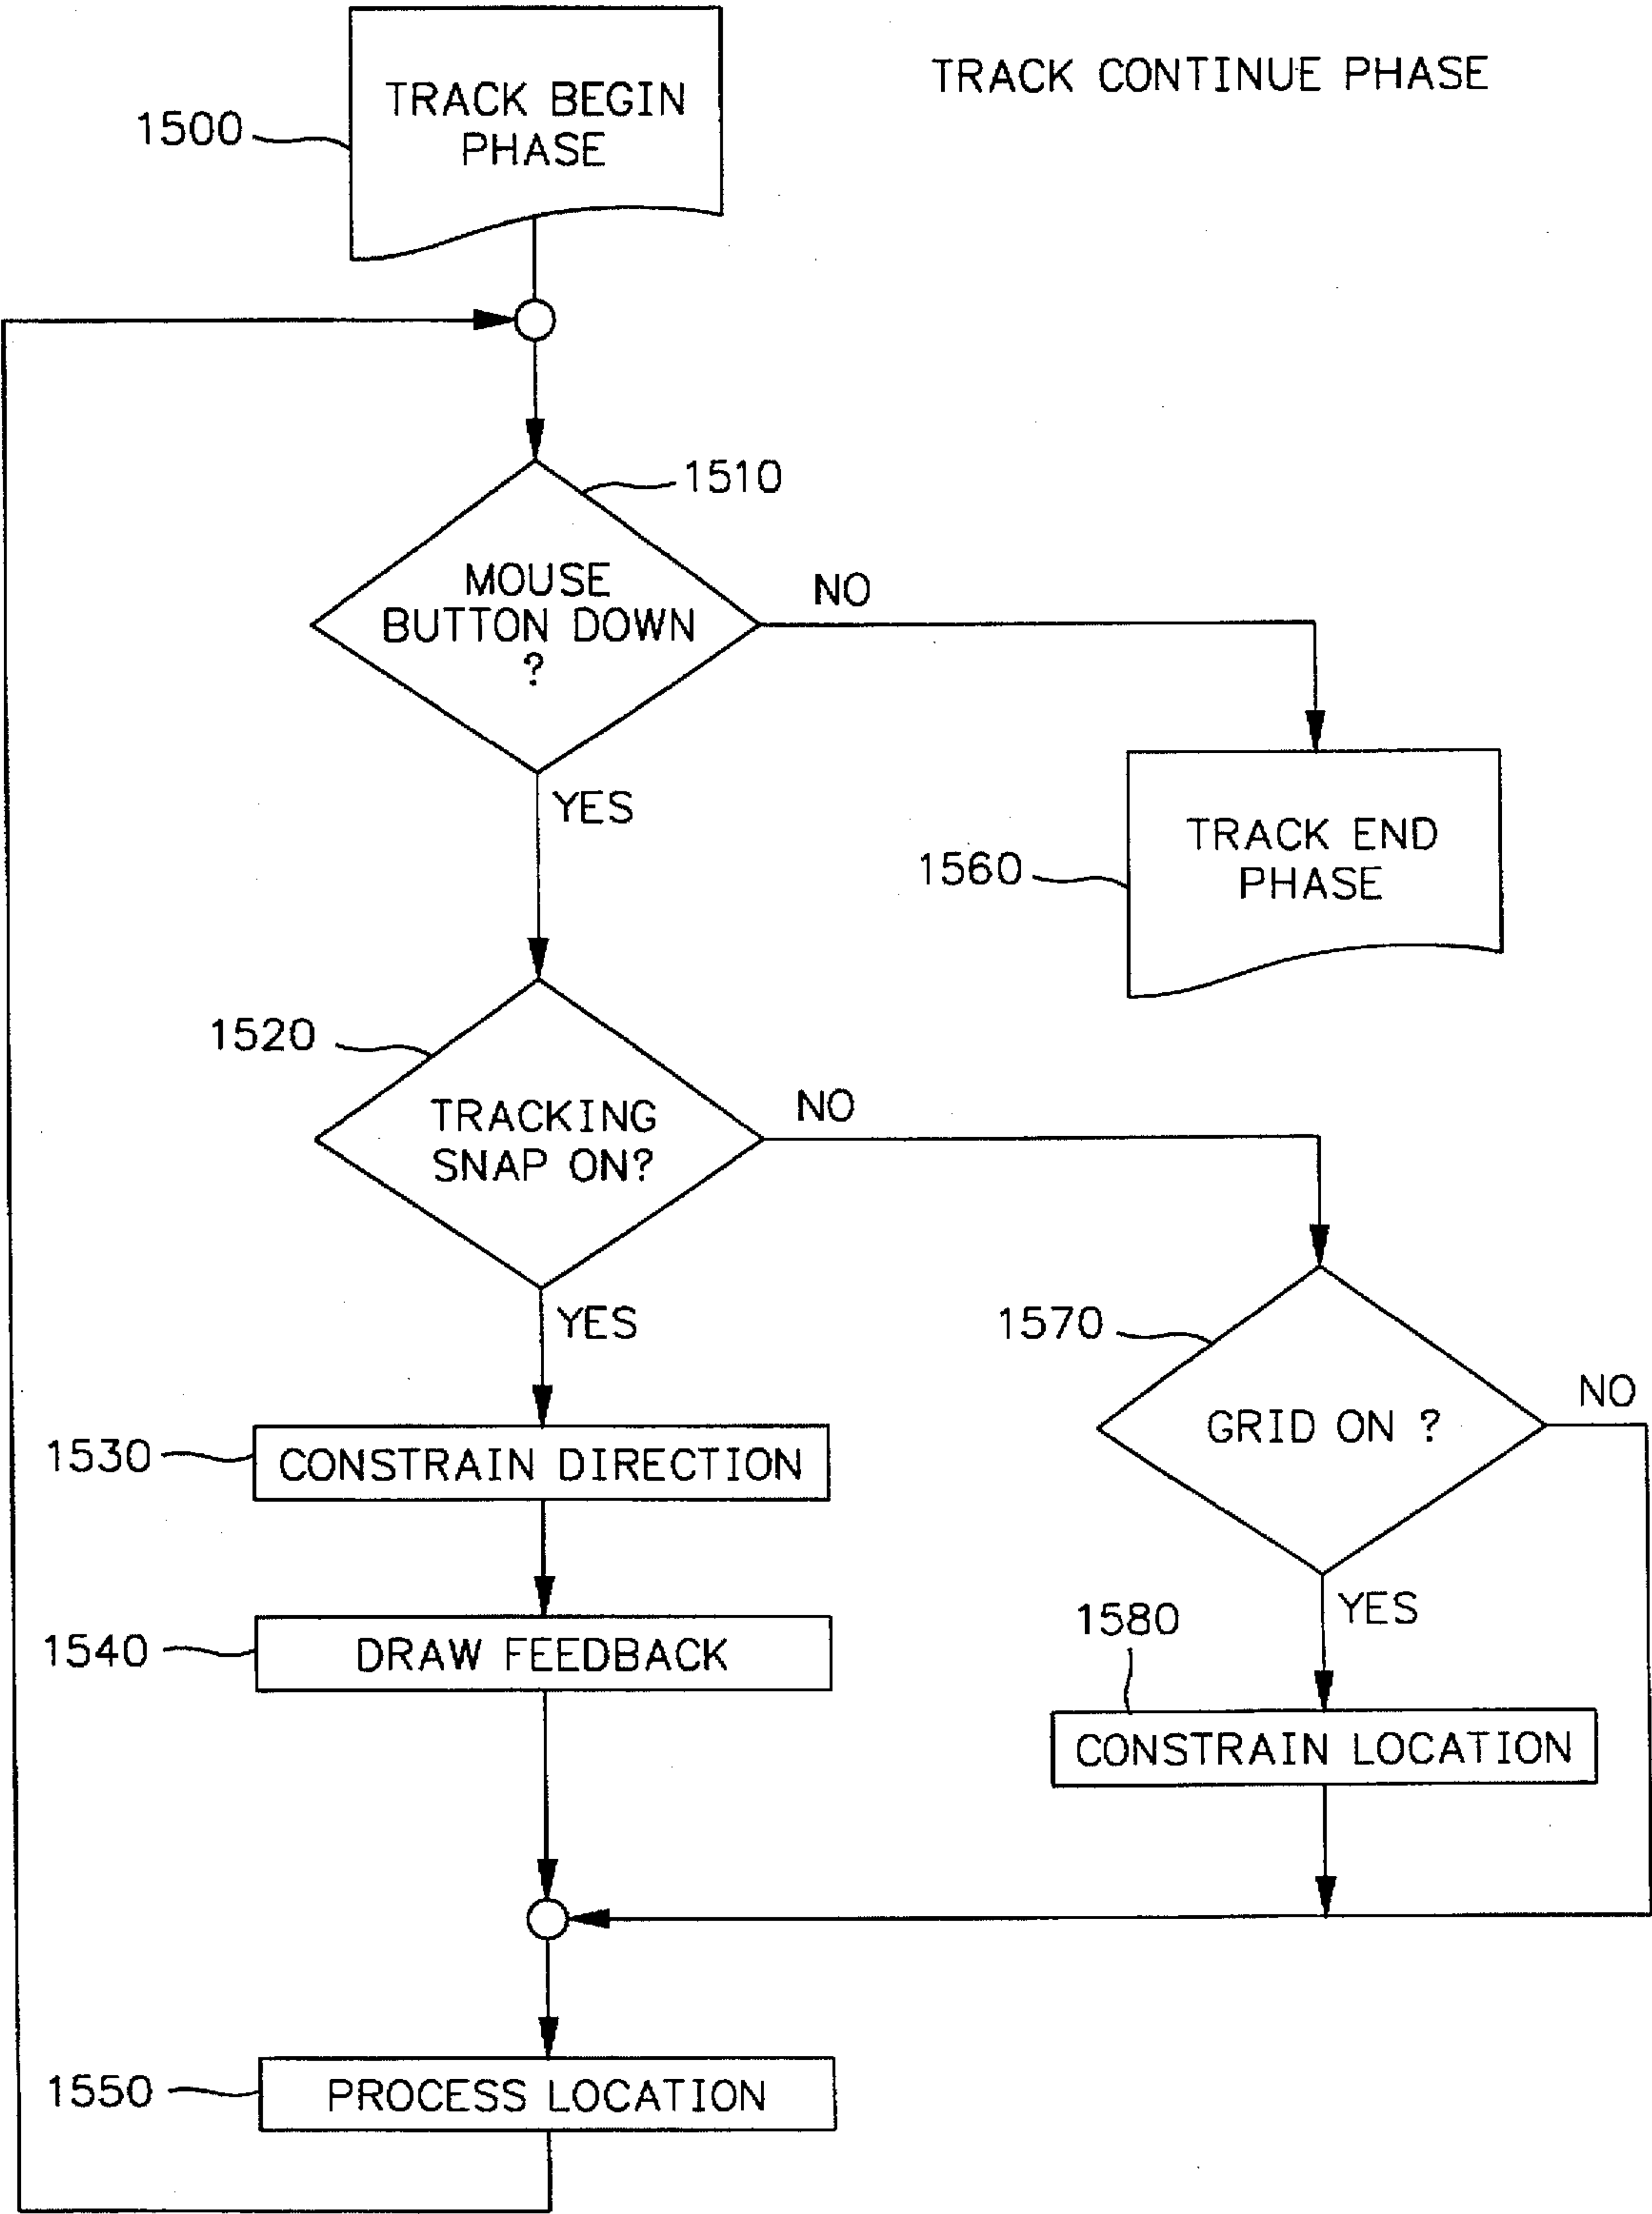 TRACK CONTINUE PHASE
TRACK BEGIN
PHASE
1500
1510
MOUSE
BUTTON DOWN
?
NO
YES
TRACK END
PHASE
1560
1520
TRACKING
SNAP ON?
NO
YES
1570
GRID ON ?
NO
YES
1530
CONSTRAIN DIRECTION
1540
DRAW FEEDBACK
1580
CONSTRAIN LOCATION
1550
PROCESS LOCATION